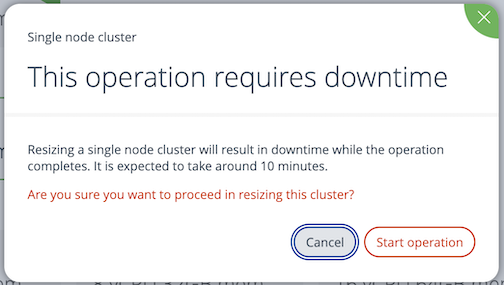 Single node cluster
This operation requires downtime
Resizing a single node cluster will result in downtime while the operation
completes. It is expected to take around 10 minutes.
Are you sure you want to proceed in resizing this cluster?
Cancel
Start operation